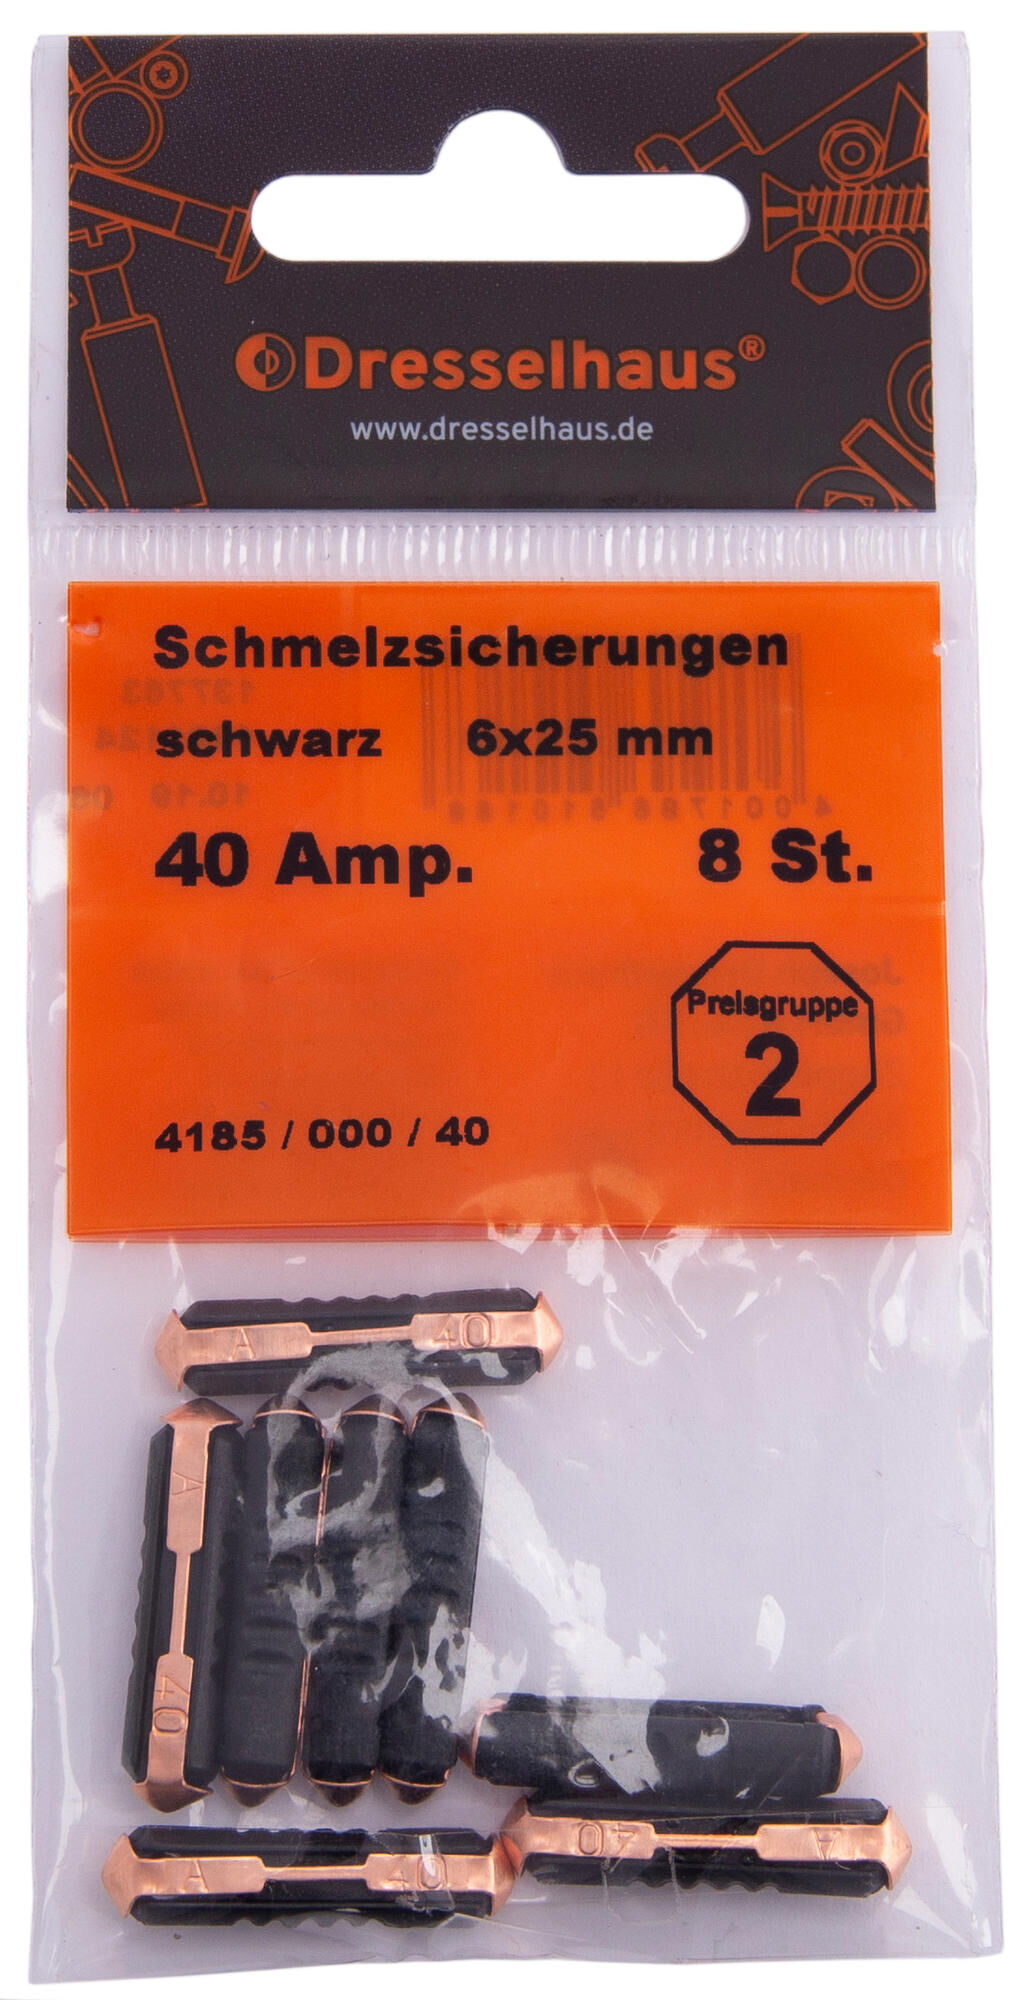 Dresselhaus®
www.dresselhaus.de
Schmelzsicherungen
schwarz 6x25 mm
40 Amp. 8 St.
Preisgruppe
2
4185 / 000 / 40
A 40
A 40
A 40
A 40